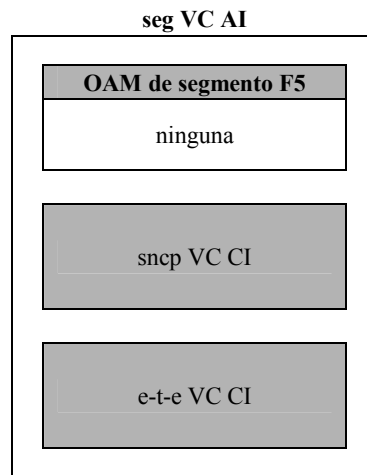 seg VC AI
OAM de segmento F5
ninguna
sncp VC CI
e-t-e VC CI